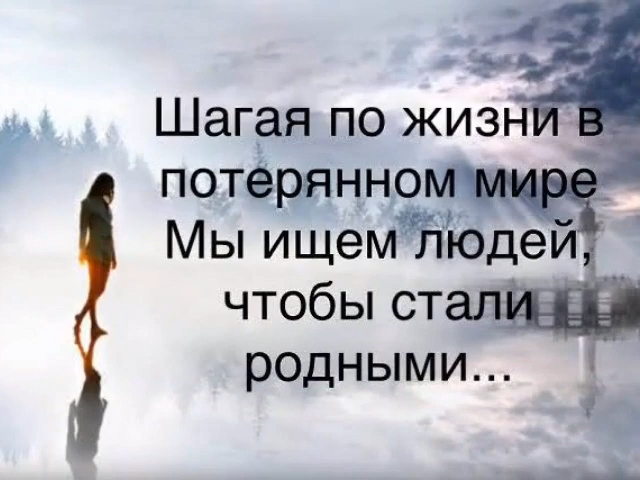 Шагая по жизни в
потерянном мире
Мы ищем людей,
чтобы стали
родными...